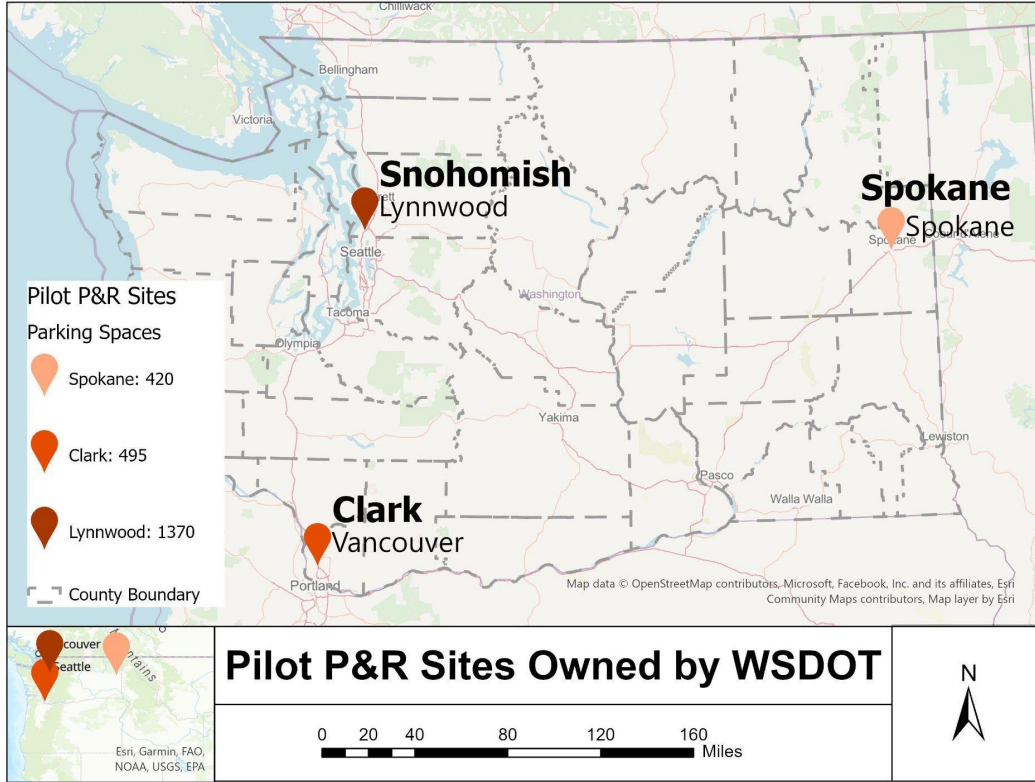 Chilliwack
Bellingham
Victoria
Snohomish
Lynnwood
Seattle
Spokane
Spokane
Spokane
Washington
Tacoma
Olympia
Yakima
Lewiston
Pasco
Walla Walla
Clark
Vancouver
Portland
Pilot P&R Sites
Parking Spaces
Spokane: 420
Clark: 495
Lynnwood: 1370
County Boundary
Map data © OpenStreetMap contributors, Microsoft, Facebook, Inc. and its affiliates, Esri
Community Maps contributors, Map layer by Esri
Seattle
Esri, Garmin, FAO,
NOAA, USGS, EPA
Pilot P&R Sites Owned by WSDOT
0 20 40 80 120 160
Miles
N